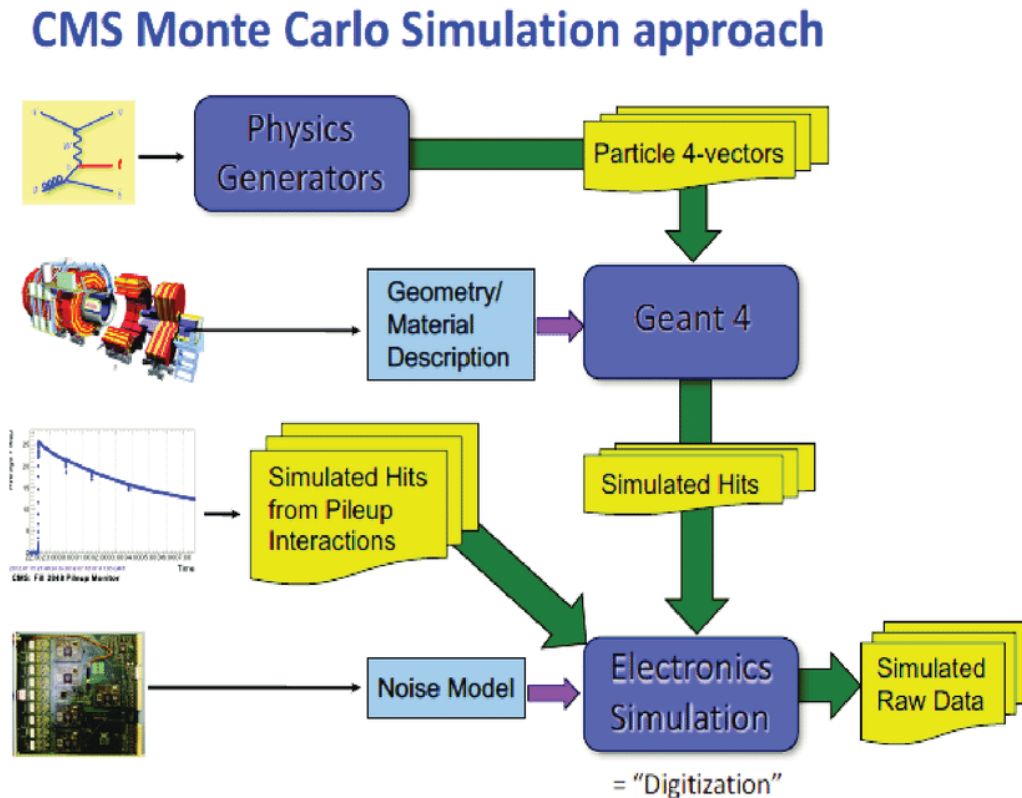 CMS Monte Carlo Simulation approach
Physics
Generators
Particle 4-vectors
Geometry/
Material
Description
Geant 4
Simulated Hits
from Pileup
Interactions
Simulated Hits
Time
CMS: Fill 2048 Pileup Monitor
Noise Model
Electronics
Simulation
Simulated
Raw Data
= "Digitization"